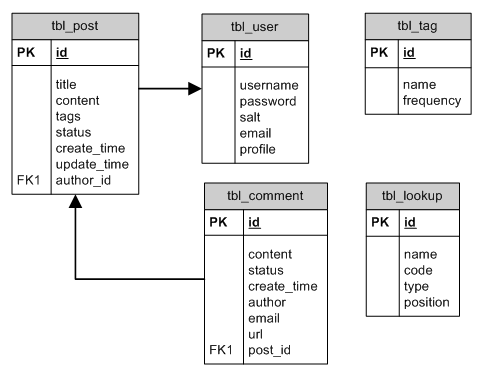 tbl_post
PK id
title
content
tags
status
create_time
update_time
FK1 author_id
tbl_user
PK id
username
password
salt
email
profile
tbl_tag
PK id
name
frequency
tbl_comment
PK id
content
status
create_time
author
email
url
FK1 post_id
tbl_lookup
PK id
name
code
type
position